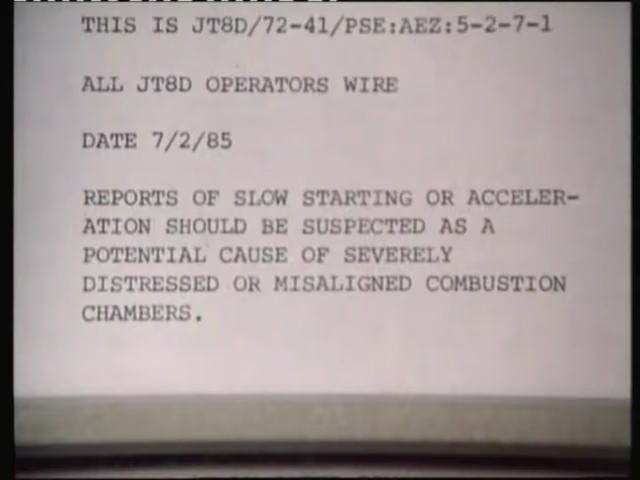 THIS IS JT8D/72-41/PSE:AEZ:5-2-7-1
ALL JT8D OPERATORS WIRE
DATE 7/2/85
REPORTS OF SLOW STARTING OR ACCELER-
ATION SHOULD BE SUSPECTED AS A
POTENTIAL CAUSE OF SEVERELY
DISTRESSED OR MISALIGNED COMBUSTION
CHAMBERS.